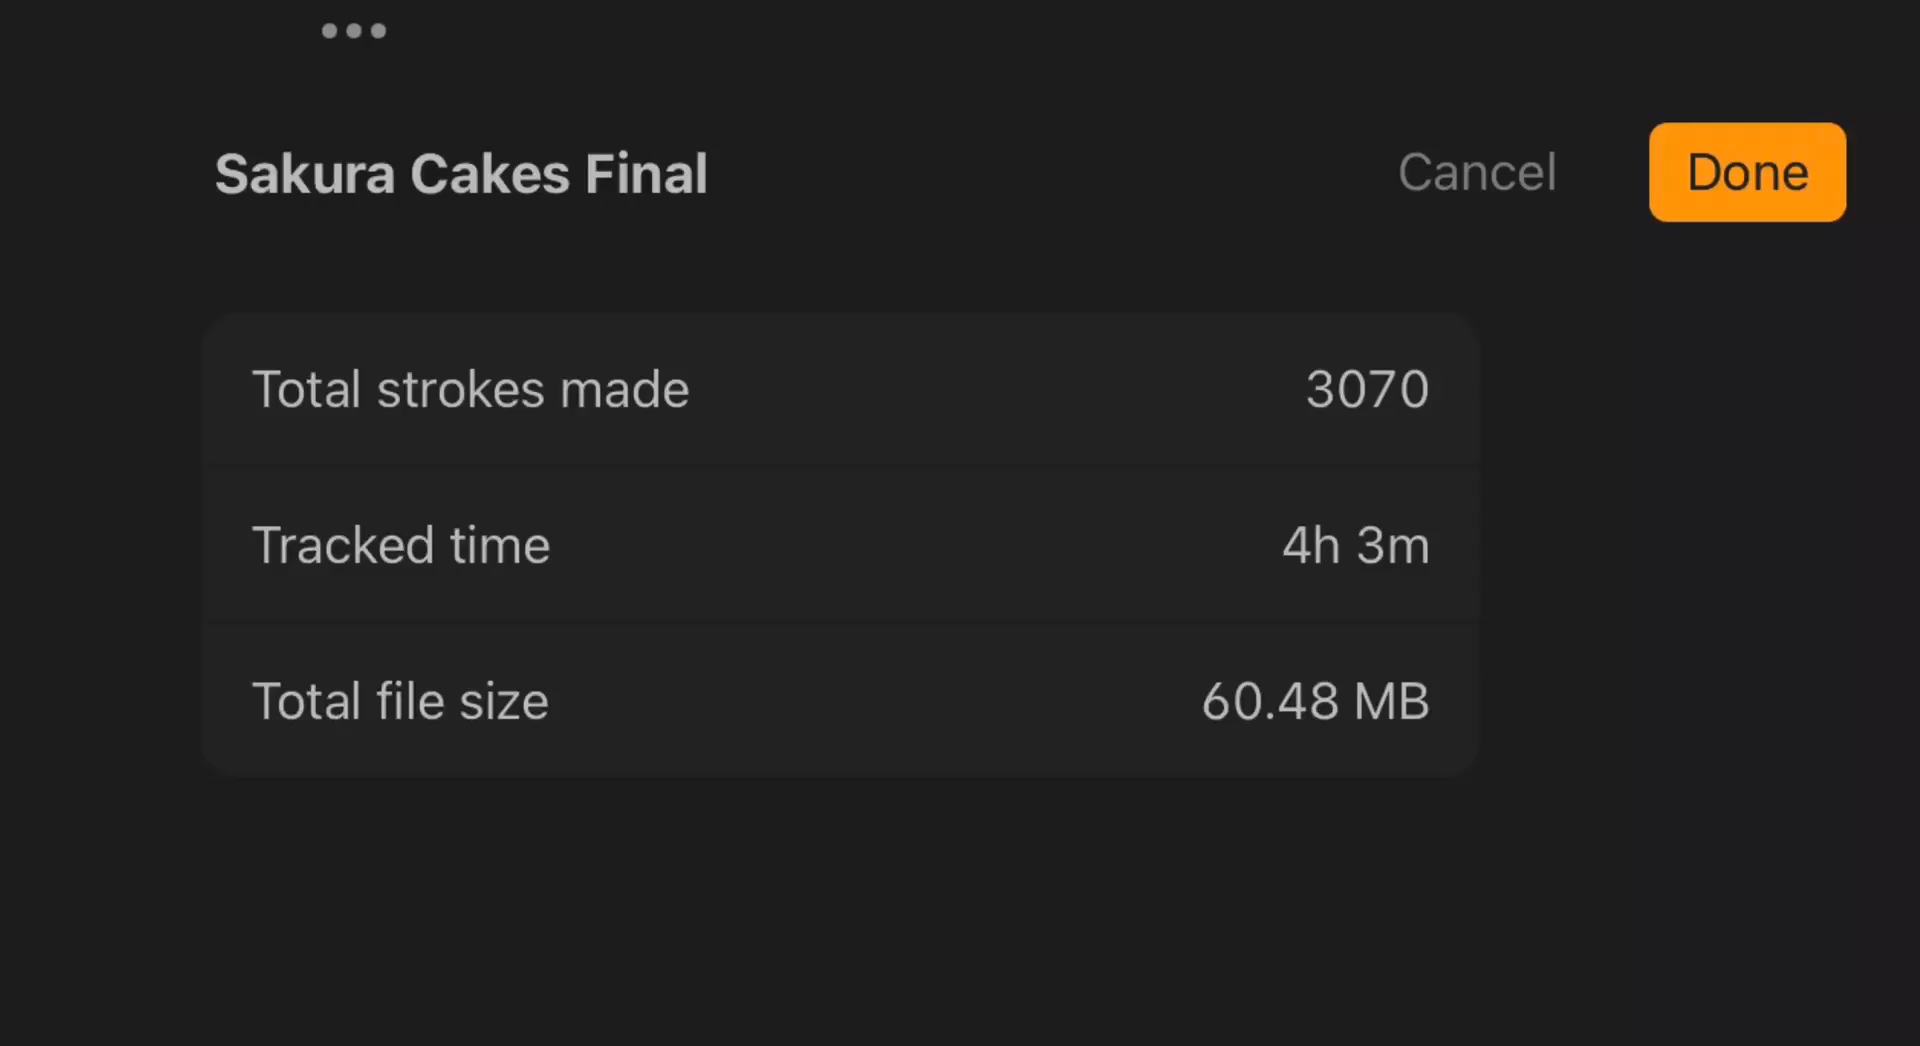 Sakura Cakes Final
Cancel
Done
Total strokes made 3070
Tracked time 4h 3m
Total file size 60.48 MB